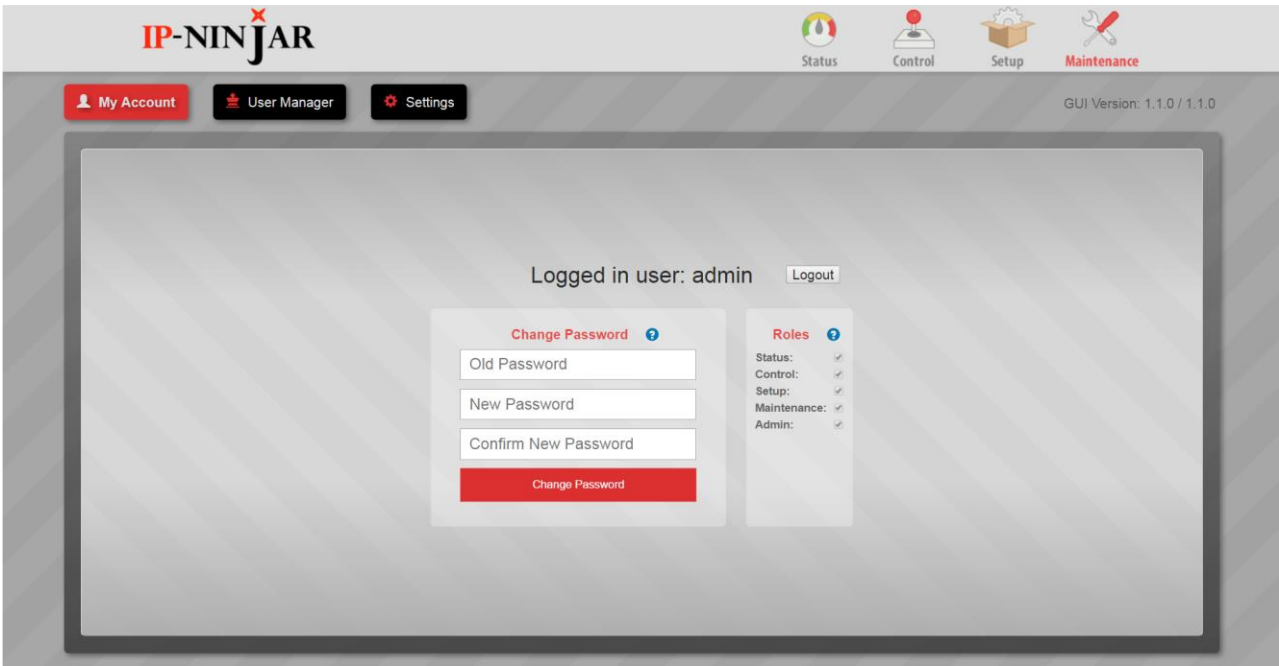 IP-NINJAR
Status
Control
Setup
Maintenance
My Account
User Manager
Settings
GUI Version: 1.1.0 / 1.1.0
Logged in user: admin
Logout
Change Password
Old Password
New Password
Confirm New Password
Change Password
Roles
Status:
Control:
Setup:
Maintenance:
Admin: